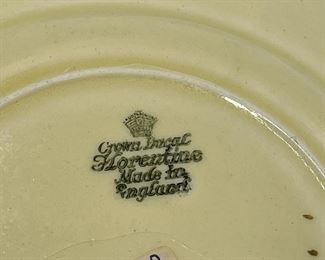 Crown Ducal
Florentine
Made in
England